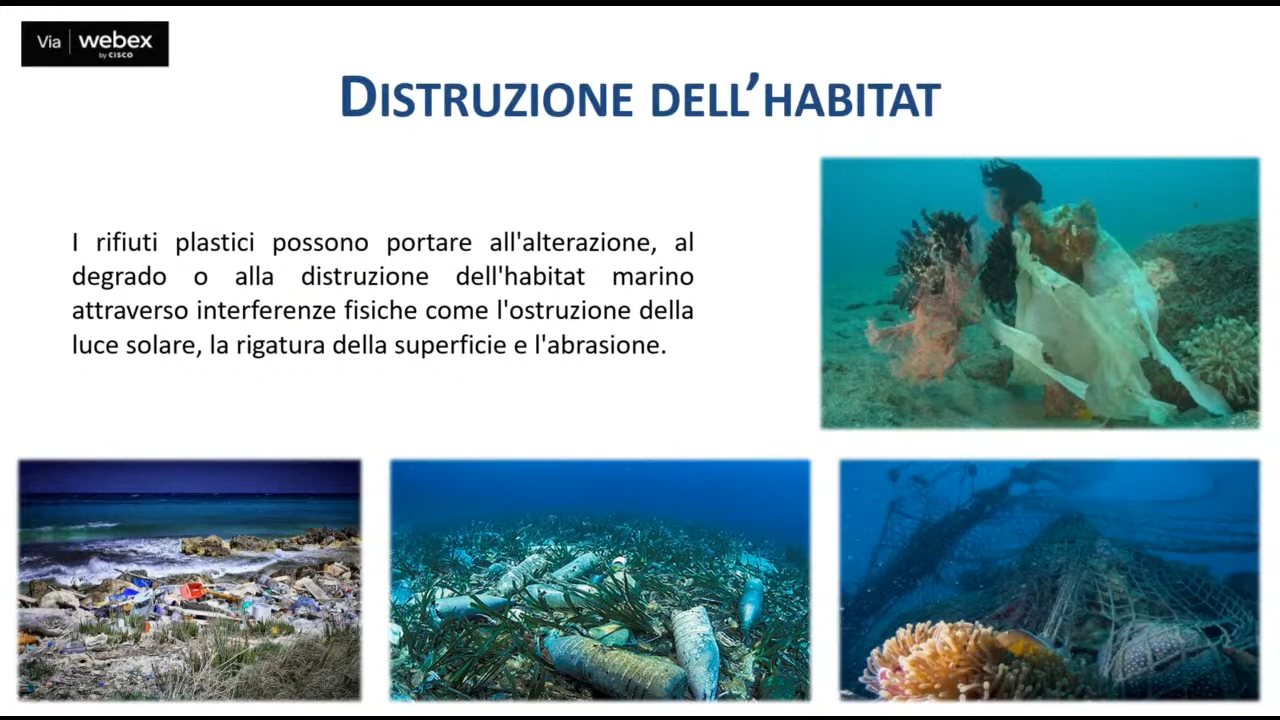 Via webex
by CISCO
DISTRUZIONE DELL’HABITAT
I rifiuti plastici possono portare all'alterazione, al
degrado o alla distruzione dell'habitat marino
attraverso interferenze fisiche come l'ostruzione della
luce solare, la rigatura della superficie e l'abrasione.